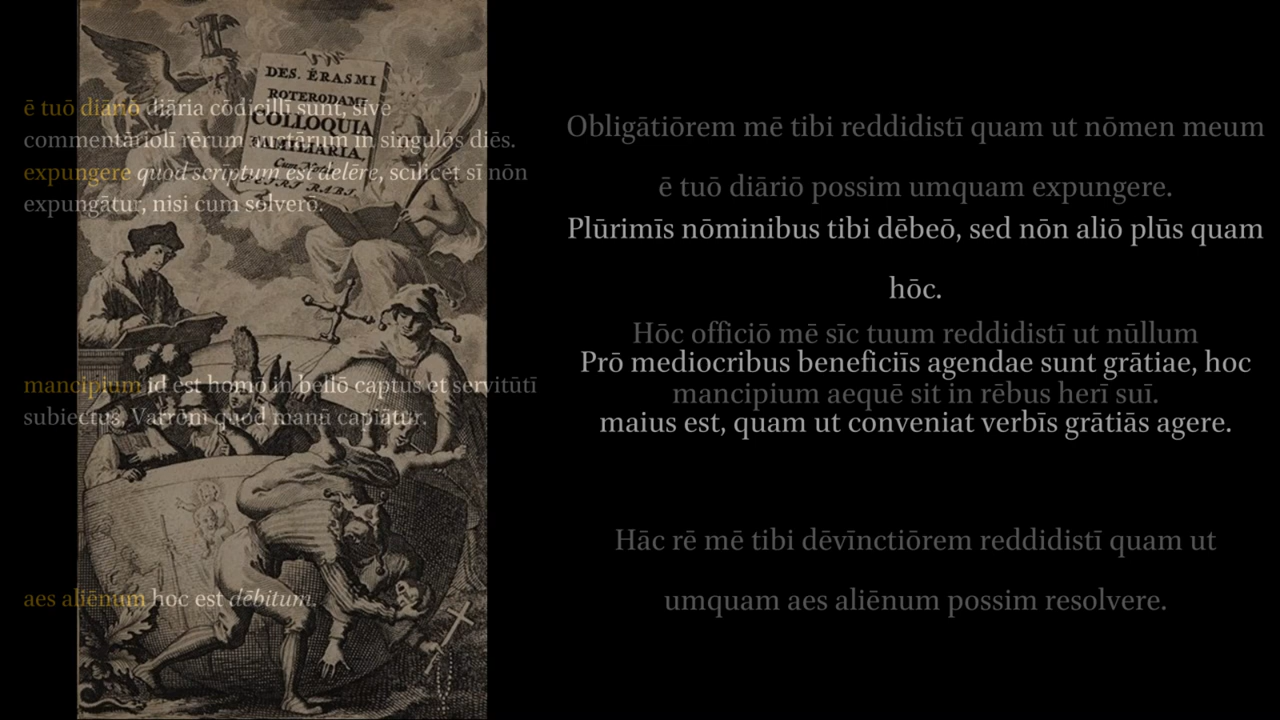 DES. ĒRASMI
ROTERODAMI
COLLOQUIA
FAMILIARIA.
Cum Notis
PETRI RABI.
ē tuō diāriō diāria cōdicillī sunt, sīve
commentāriolī rērum gestārum in singulōs diēs.
expungere quod scrīptum est dēlēre, scīlicet sī nōn
expungātur, nisi cum solverō.
mancipium id est homō in bellō captus et servitūtī
subiectus, Varrōnī quod manū capiātur.
aes aliēnum hoc est dēbitum.
Obligātiōrem mē tibi reddidistī quam ut nōmen meum
ē tuō diāriō possim umquam expungere.
Plūrimīs nōminibus tibi dēbeō, sed nōn aliō plūs quam
hōc.
Hōc officiō mē sīc tuum reddidistī ut nūllum
Prō mediocribus beneficiīs agendae sunt grātiae, hoc
mancipium aequē sit in rēbus herī suī.
maius est, quam ut conveniat verbīs grātiās agere.
Hāc rē mē tibi dēvīnctiōrem reddidistī quam ut
umquam aes aliēnum possim resolvere.